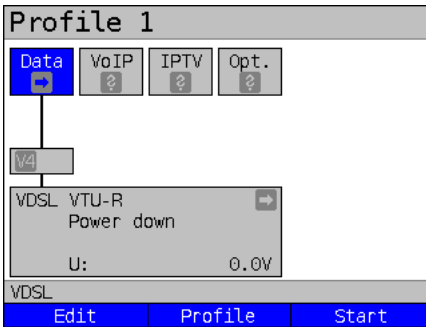 Profile 1
Data VoIP IPTV Opt.
? ? ?
V4
VDSL VTU-R
Power down
U: 0.0V
VDSL
Edit Profile Start